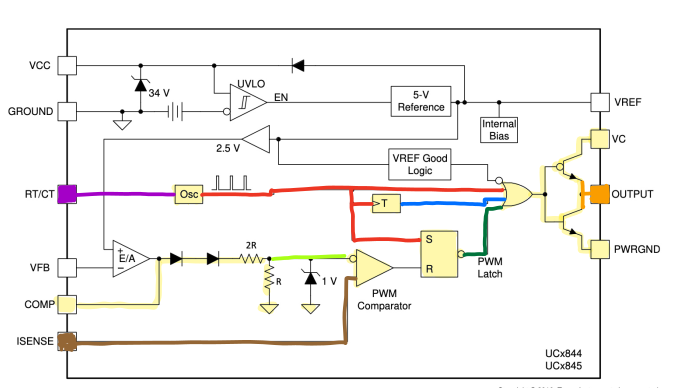 VCC
34 V
UVLO
EN
5-V
Reference
GROUND
VREF
Internal
Bias
2.5 V
VREF Good
Logic
VC
RT/CT
Osc
T
OUTPUT
S
R
2R
R
E/A
+
−
1 V
PWM
Latch
PWRGND
VFB
COMP
PWM
Comparator
ISENSE
UCx844
UCx845